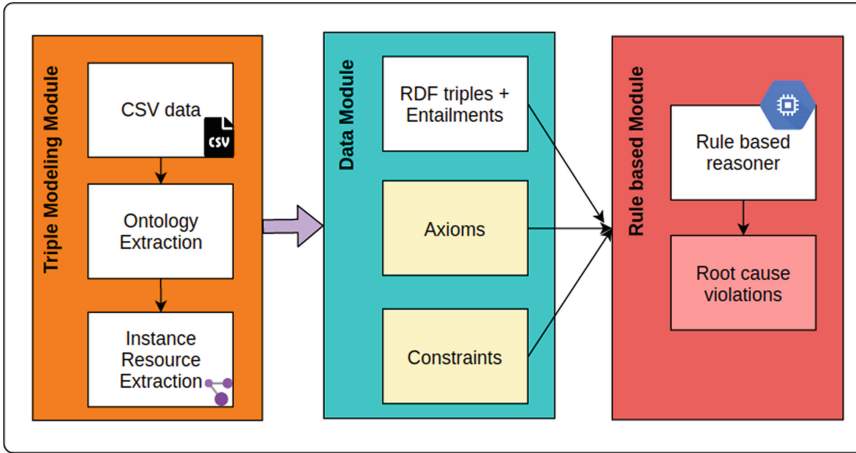 Triple Modeling Module
CSV data
CSV
Ontology
Extraction
Instance
Resource
Extraction
Data Module
RDF triples +
Entailments
Axioms
Constraints
Rule based Module
Rule based
reasoner
Root cause
violations